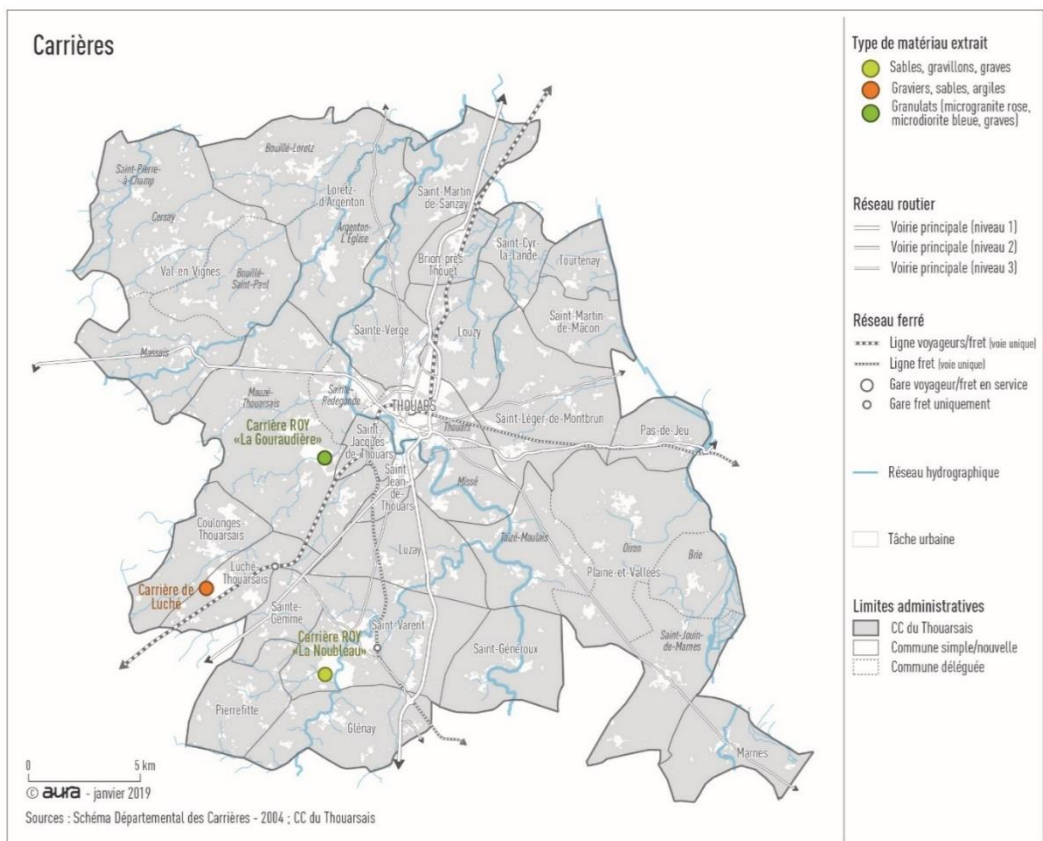 Carrières
Saint-Pierre-
à-Champ
Bouillé-Loretz
Cersay
Loretz-
d'Argenton
Argenton-
L'Église
Saint-Martin
de-Sanzay
Val-en-Vignes
Bouillé-
Saint-Paul
Brion-près
Thouet
Saint-Cyr-
la-Lande
Tourtenay
Sainte-Verge
Louzy
Saint-Martin
de-Mâcon
Massais
Mauzé-
Thouarsais
Sainte-
Radegonde
THOUARS
Thouars
Saint-Léger-de-Montbrun
Pas-de-Jeu
Carrière ROY
«La Gouraudière»
Saint-
Jacques-
de-Thouars
Saint-
Jean-
de-
Thouars
Missé
Coulonges
Thouarsais
Taizé-Maulais
Oiron
Brie
Luzay
Luché-
Thouarsais
Plaine-et-Vallées
Carrière de
Luché
Sainte-
Gemme
Carrière ROY
«La Noubleau»
Saint-Varent
Saint-Généroux
Saint-Jouin-
de-Marnes
Pierrefitte
Glénay
Marnes
0 5 km
© aura - janvier 2019
Sources : Schéma Départemental des Carrières - 2004 ; CC du Thouarsais
Type de matériau extrait
Sables, gravillons, graves
Graviers, sables, argiles
Granulats (microgranite rose,
microdiorite bleue, graves)
Réseau routier
Voirie principale (niveau 1)
Voirie principale (niveau 2)
Voirie principale (niveau 3)
Réseau ferré
Ligne voyageurs/fret (voie unique)
Ligne fret (voie unique)
Gare voyageur/fret en service
Gare fret uniquement
Réseau hydrographique
Tâche urbaine
Limites administratives
CC du Thouarsais
Commune simple/nouvelle
Commune déléguée